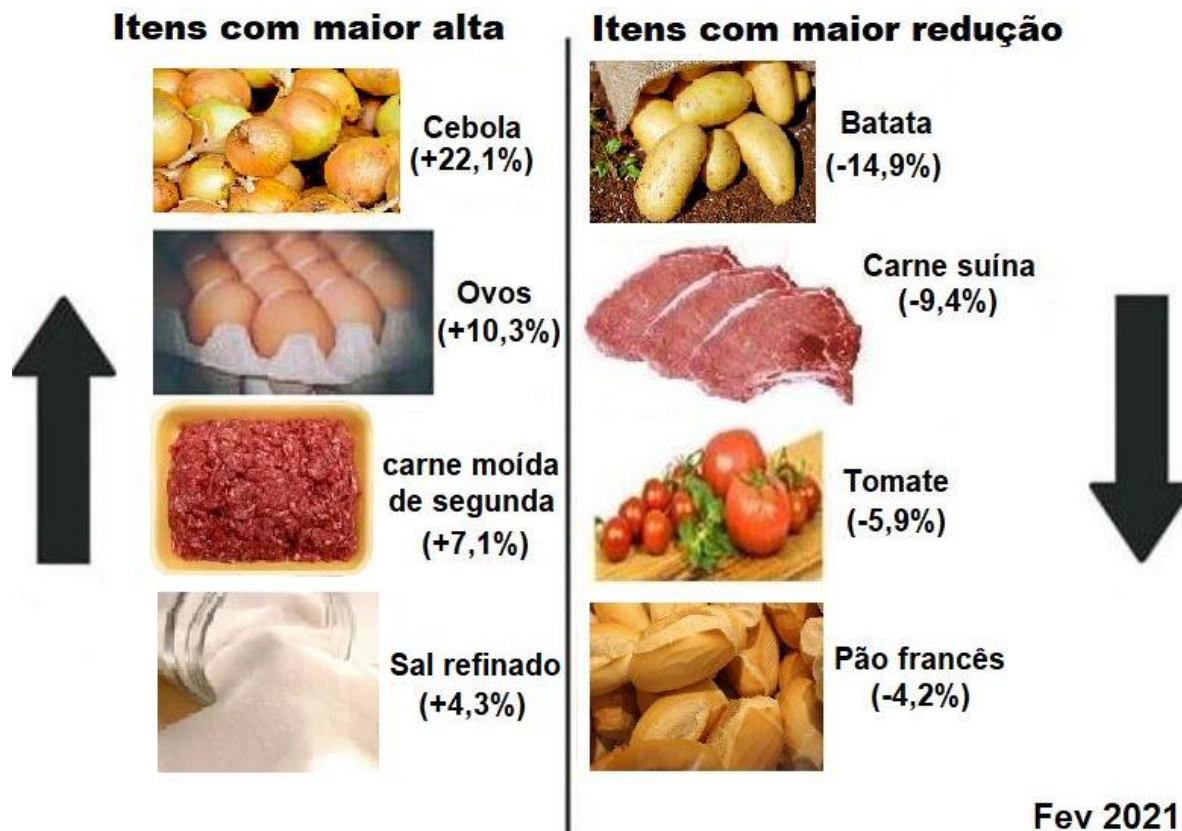 Itens com maior alta
Cebola
(+22,1%)
Ovos
(+10,3%)
carne moída
de segunda
(+7,1%)
Sal refinado
(+4,3%)
Itens com maior redução
Batata
(-14,9%)
Carne suína
(-9,4%)
Tomate
(-5,9%)
Pão francês
(-4,2%)
Fev 2021